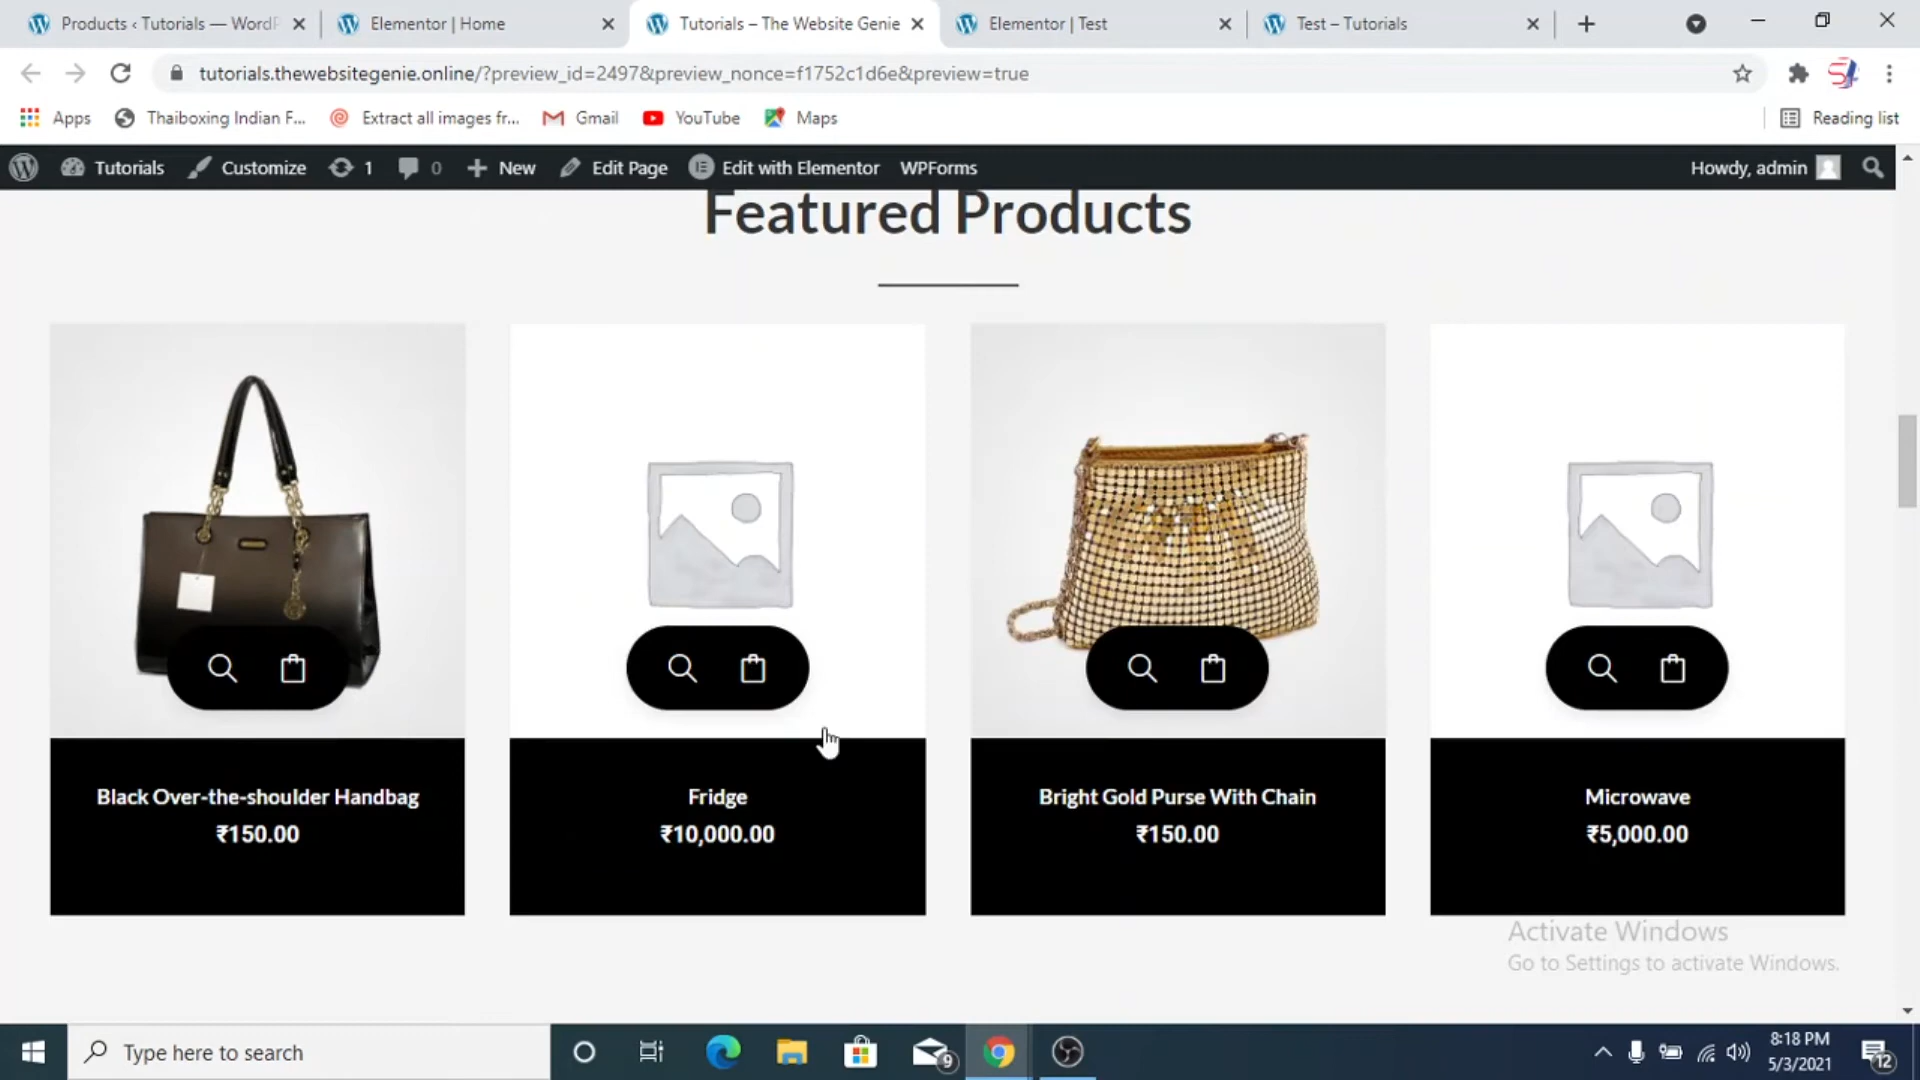 Products ‹ Tutorials — WordP
Elementor | Home
Tutorials – The Website Genie
Elementor | Test
Test – Tutorials
tutorials.thewebsitegenie.online/?preview_id=2497&preview_nonce=f1752c1d6e&preview=true
Apps
Thaiboxing Indian F...
Extract all images fr...
Gmail
YouTube
Maps
Reading list
Tutorials
Customize
1
0
New
Edit Page
Edit with Elementor
WPForms
Howdy, admin
Featured Products
Black Over-the-shoulder Handbag
₹150.00
Fridge
₹10,000.00
Bright Gold Purse With Chain
₹150.00
Microwave
₹5,000.00
Activate Windows
Go to Settings to activate Windows.
Type here to search
9
8:18 PM
5/3/2021
12